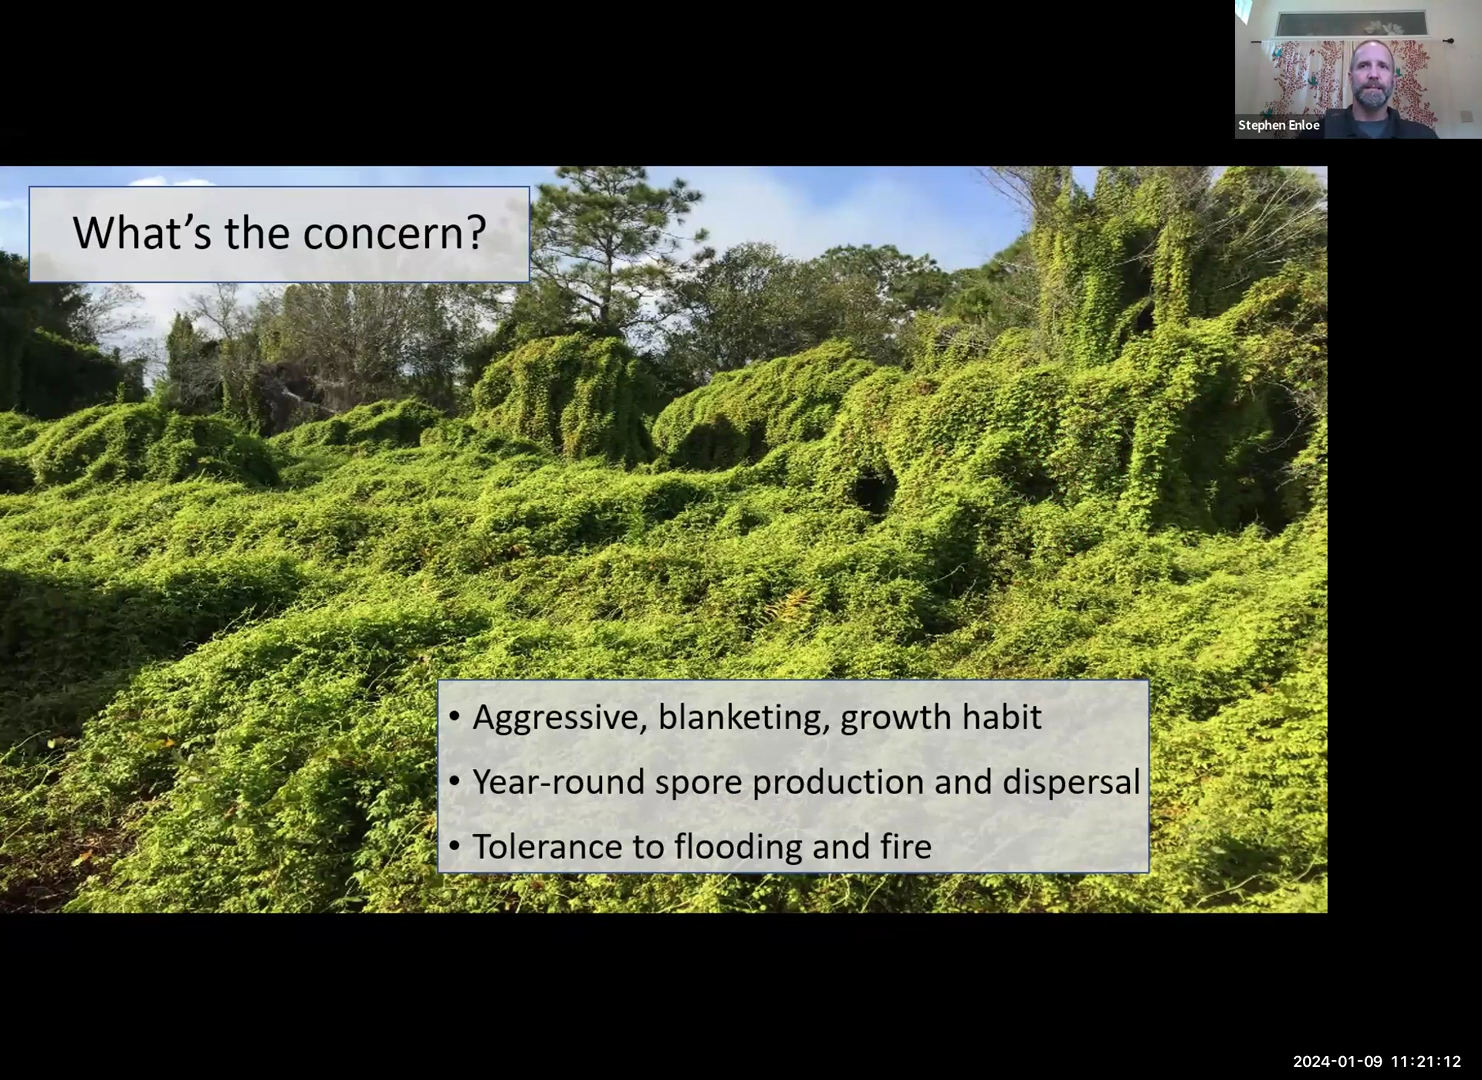 Stephen Enloe
What's the concern?
• Aggressive, blanketing, growth habit
• Year-round spore production and dispersal
• Tolerance to flooding and fire
2024-01-09 11:21:12